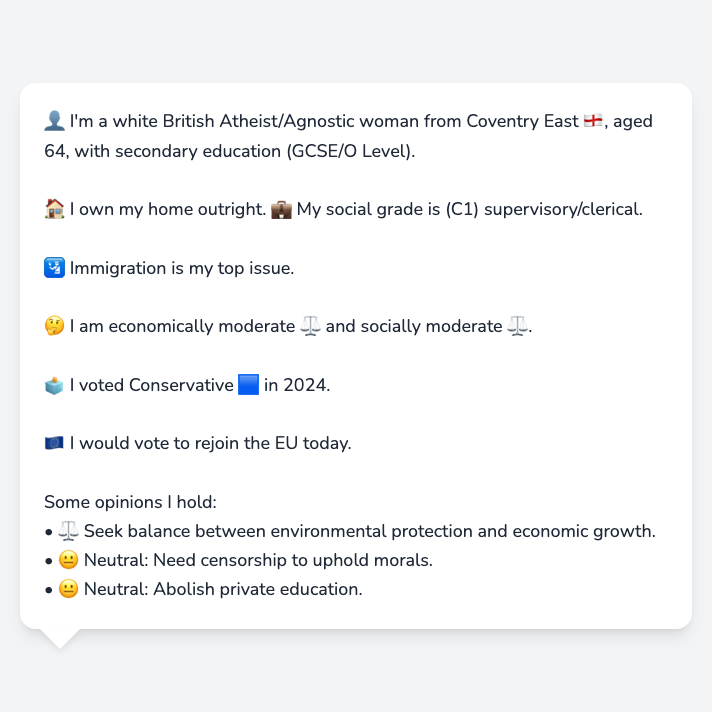 👤 I'm a white British Atheist/Agnostic woman from Coventry East 🏴󠁧󠁢󠁥󠁮󠁧󠁿, aged
64, with secondary education (GCSE/O Level).
🏠 I own my home outright. 💼 My social grade is (C1) supervisory/clerical.
🛂 Immigration is my top issue.
🤔 I am economically moderate ⚖️ and socially moderate ⚖️.
🗳️ I voted Conservative 🟦 in 2024.
🇪🇺 I would vote to rejoin the EU today.
Some opinions I hold:
• ⚖️ Seek balance between environmental protection and economic growth.
• 😐 Neutral: Need censorship to uphold morals.
• 😐 Neutral: Abolish private education.